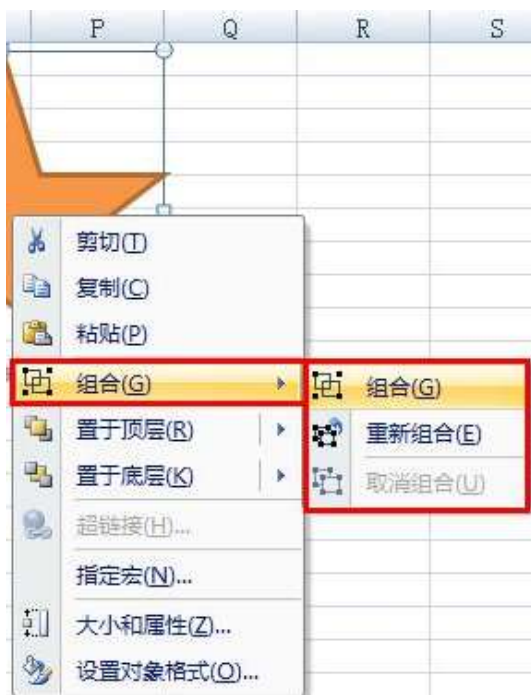 P Q R S
剪切(T)
复制(C)
粘贴(P)
组合(G)
组合(G)
置于顶层(R)
重新组合(E)
置于底层(K)
取消组合(U)
超链接(H)...
指定宏(N)...
大小和属性(Z)...
设置对象格式(O)...